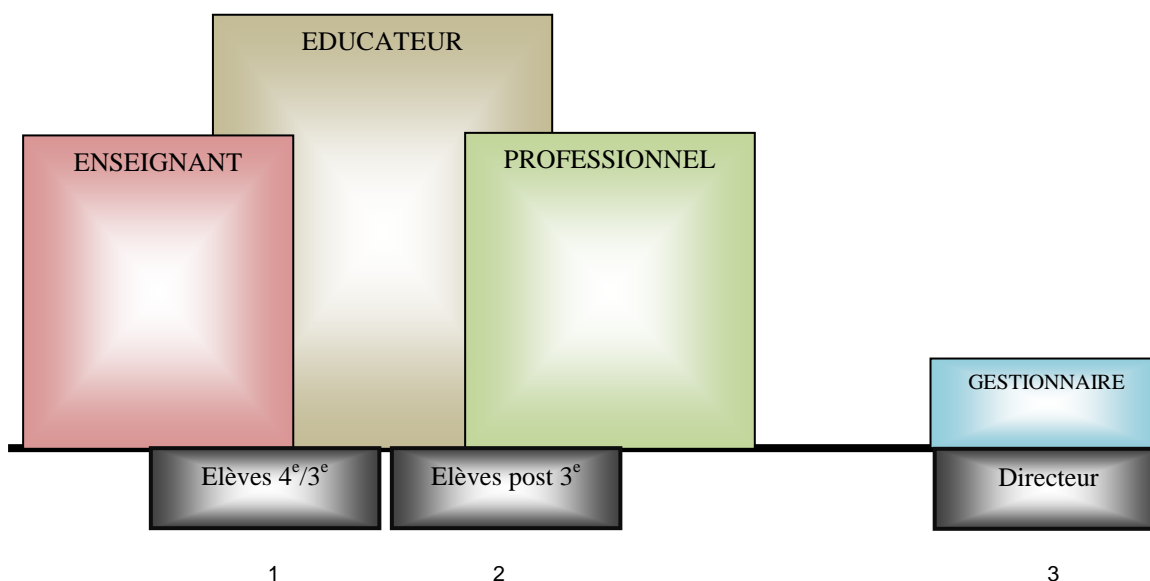 EDUCATEUR
ENSEIGNANT
PROFESSIONNEL
GESTIONNAIRE
Elèves 4e/3e
Elèves post 3e
Directeur
1
2
3